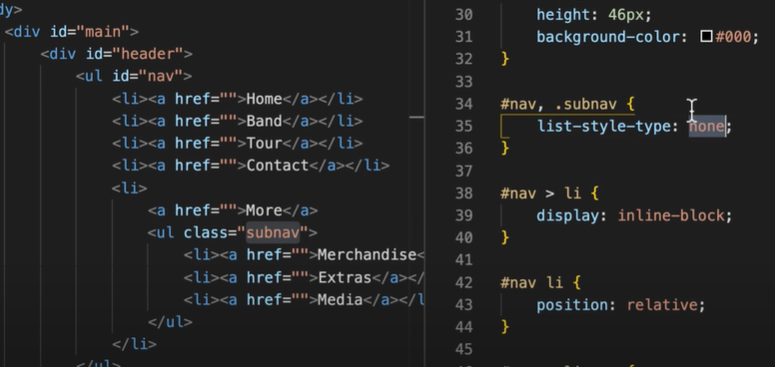 dy>
<div id="main">
<div id="header">
<ul id="nav">
<li><a href="">Home</a></li>
<li><a href="">Band</a></li>
<li><a href="">Tour</a></li>
<li><a href="">Contact</a></li>
<li>
<a href="">More</a>
<ul class="subnav">
<li><a href="">Merchandise<
<li><a href="">Extras</a></
<li><a href="">Media</a></l
</ul>
</li>
</ul>
30 height: 46px;
31 background-color: #000;
32 }
33
34 #nav, .subnav {
35 list-style-type: none;
36 }
37
38 #nav > li {
39 display: inline-block;
40 }
41
42 #nav li {
43 position: relative;
44 }
45